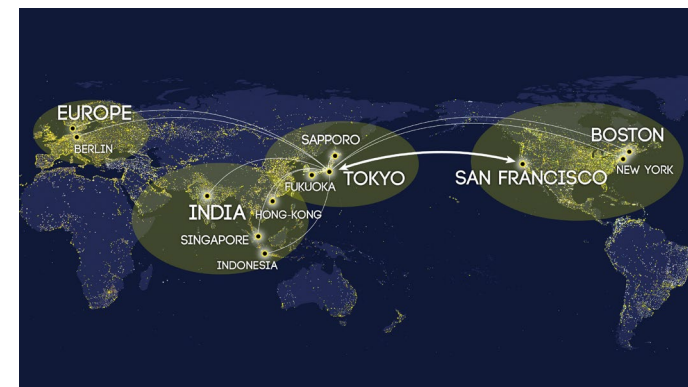 EUROPE
BERLIN
SAPPORO
FUKUOKA
TOKYO
INDIA
HONG-KONG
SINGAPORE
INDONESIA
BOSTON
NEW YORK
SAN FRANCISCO